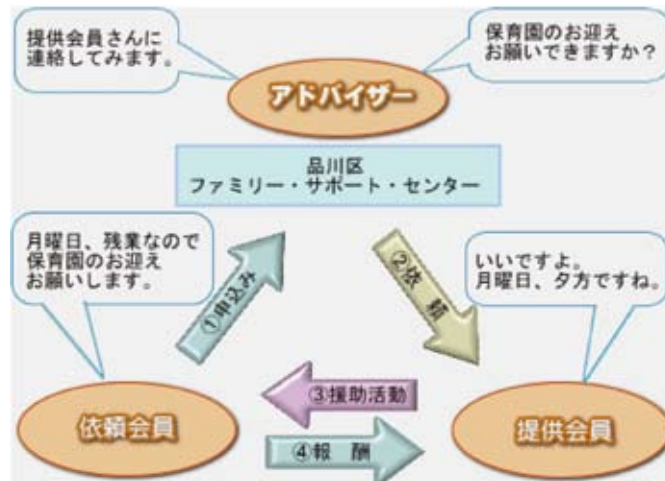 提供会員さんに
連絡してみます。
保育園のお迎え
お願いできますか？
アドバイザー
品川区
ファミリー・サポート・センター
月曜日、残業なので
保育園のお迎え
お願いします。
①申込み
②依　頼
いいですよ。
月曜日、夕方ですね。
③援助活動
依頼会員
提供会員
④報　酬